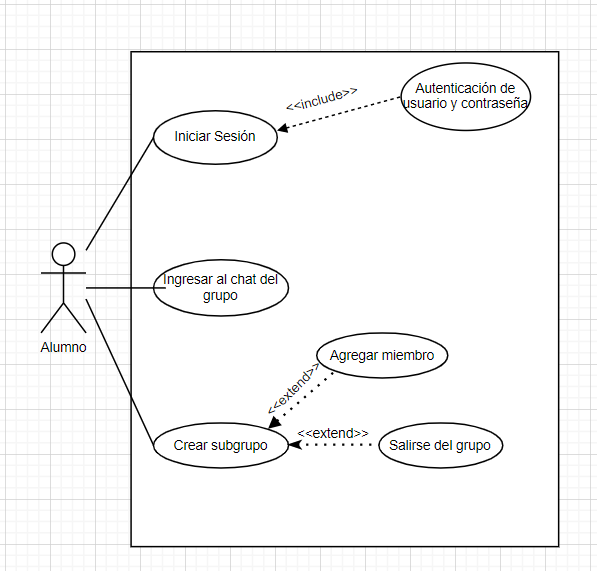 Autenticación de
usuario y contraseña
<<include>>
Iniciar Sesión
Ingresar al chat del
grupo
Alumno
Agregar miembro
<<extend>>
<<extend>>
Crear subgrupo
Salirse del grupo